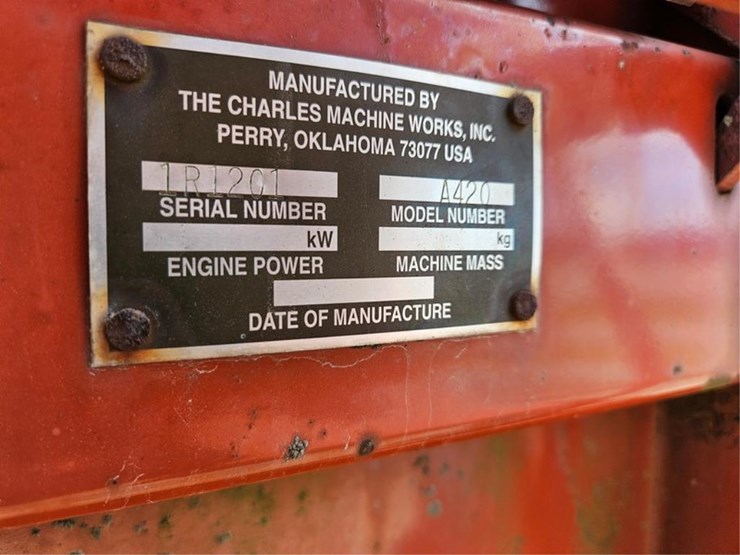 MANUFACTURED BY
THE CHARLES MACHINE WORKS, INC.
PERRY, OKLAHOMA 73077 USA
1R1201 A420
SERIAL NUMBER MODEL NUMBER
kW kg
ENGINE POWER MACHINE MASS
DATE OF MANUFACTURE